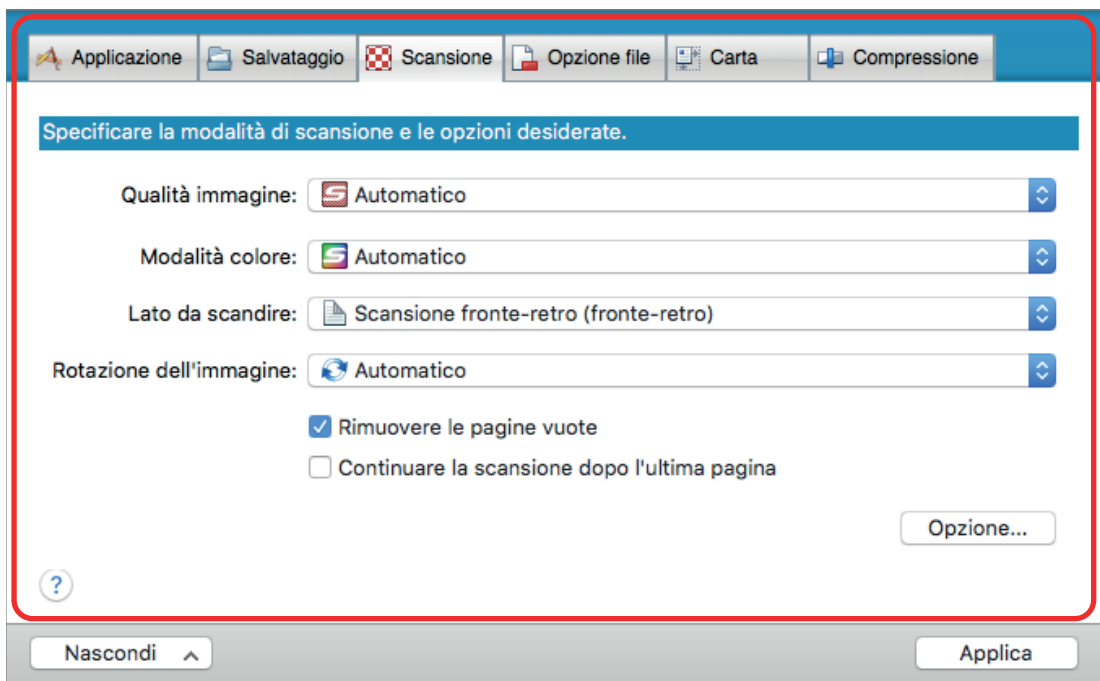 Applicazione Salvataggio Scansione Opzione file Carta Compressione
Specificare la modalità di scansione e le opzioni desiderate.
Qualità immagine: Automatico
Modalità colore: Automatico
Lato da scandire: Scansione fronte-retro (fronte-retro)
Rotazione dell'immagine: Automatico
Rimuovere le pagine vuote
Continuare la scansione dopo l'ultima pagina
Opzione...
?
Nascondi Applica